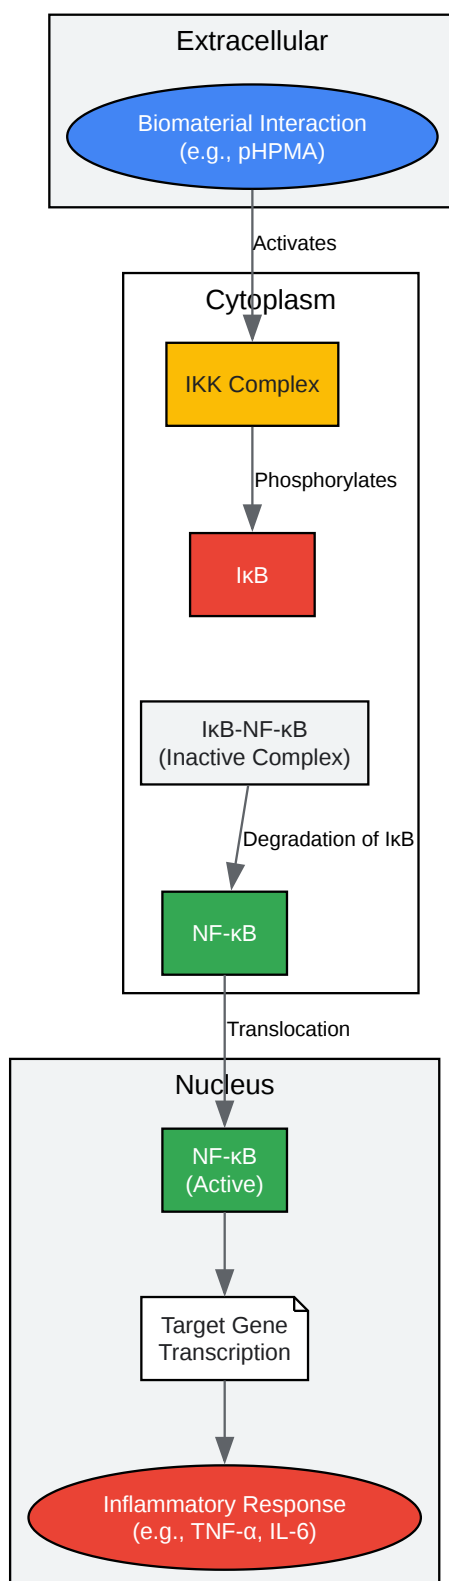 Extracellular
Biomaterial Interaction
(e.g., pHPMA)
Activates
Cytoplasm
IKK Complex
Phosphorylates
IκB
IκB-NF-κB
(Inactive Complex)
Degradation of IκB
NF-κB
Translocation
Nucleus
NF-κB
(Active)
Target Gene
Transcription
Inflammatory Response
(e.g., TNF-α, IL-6)